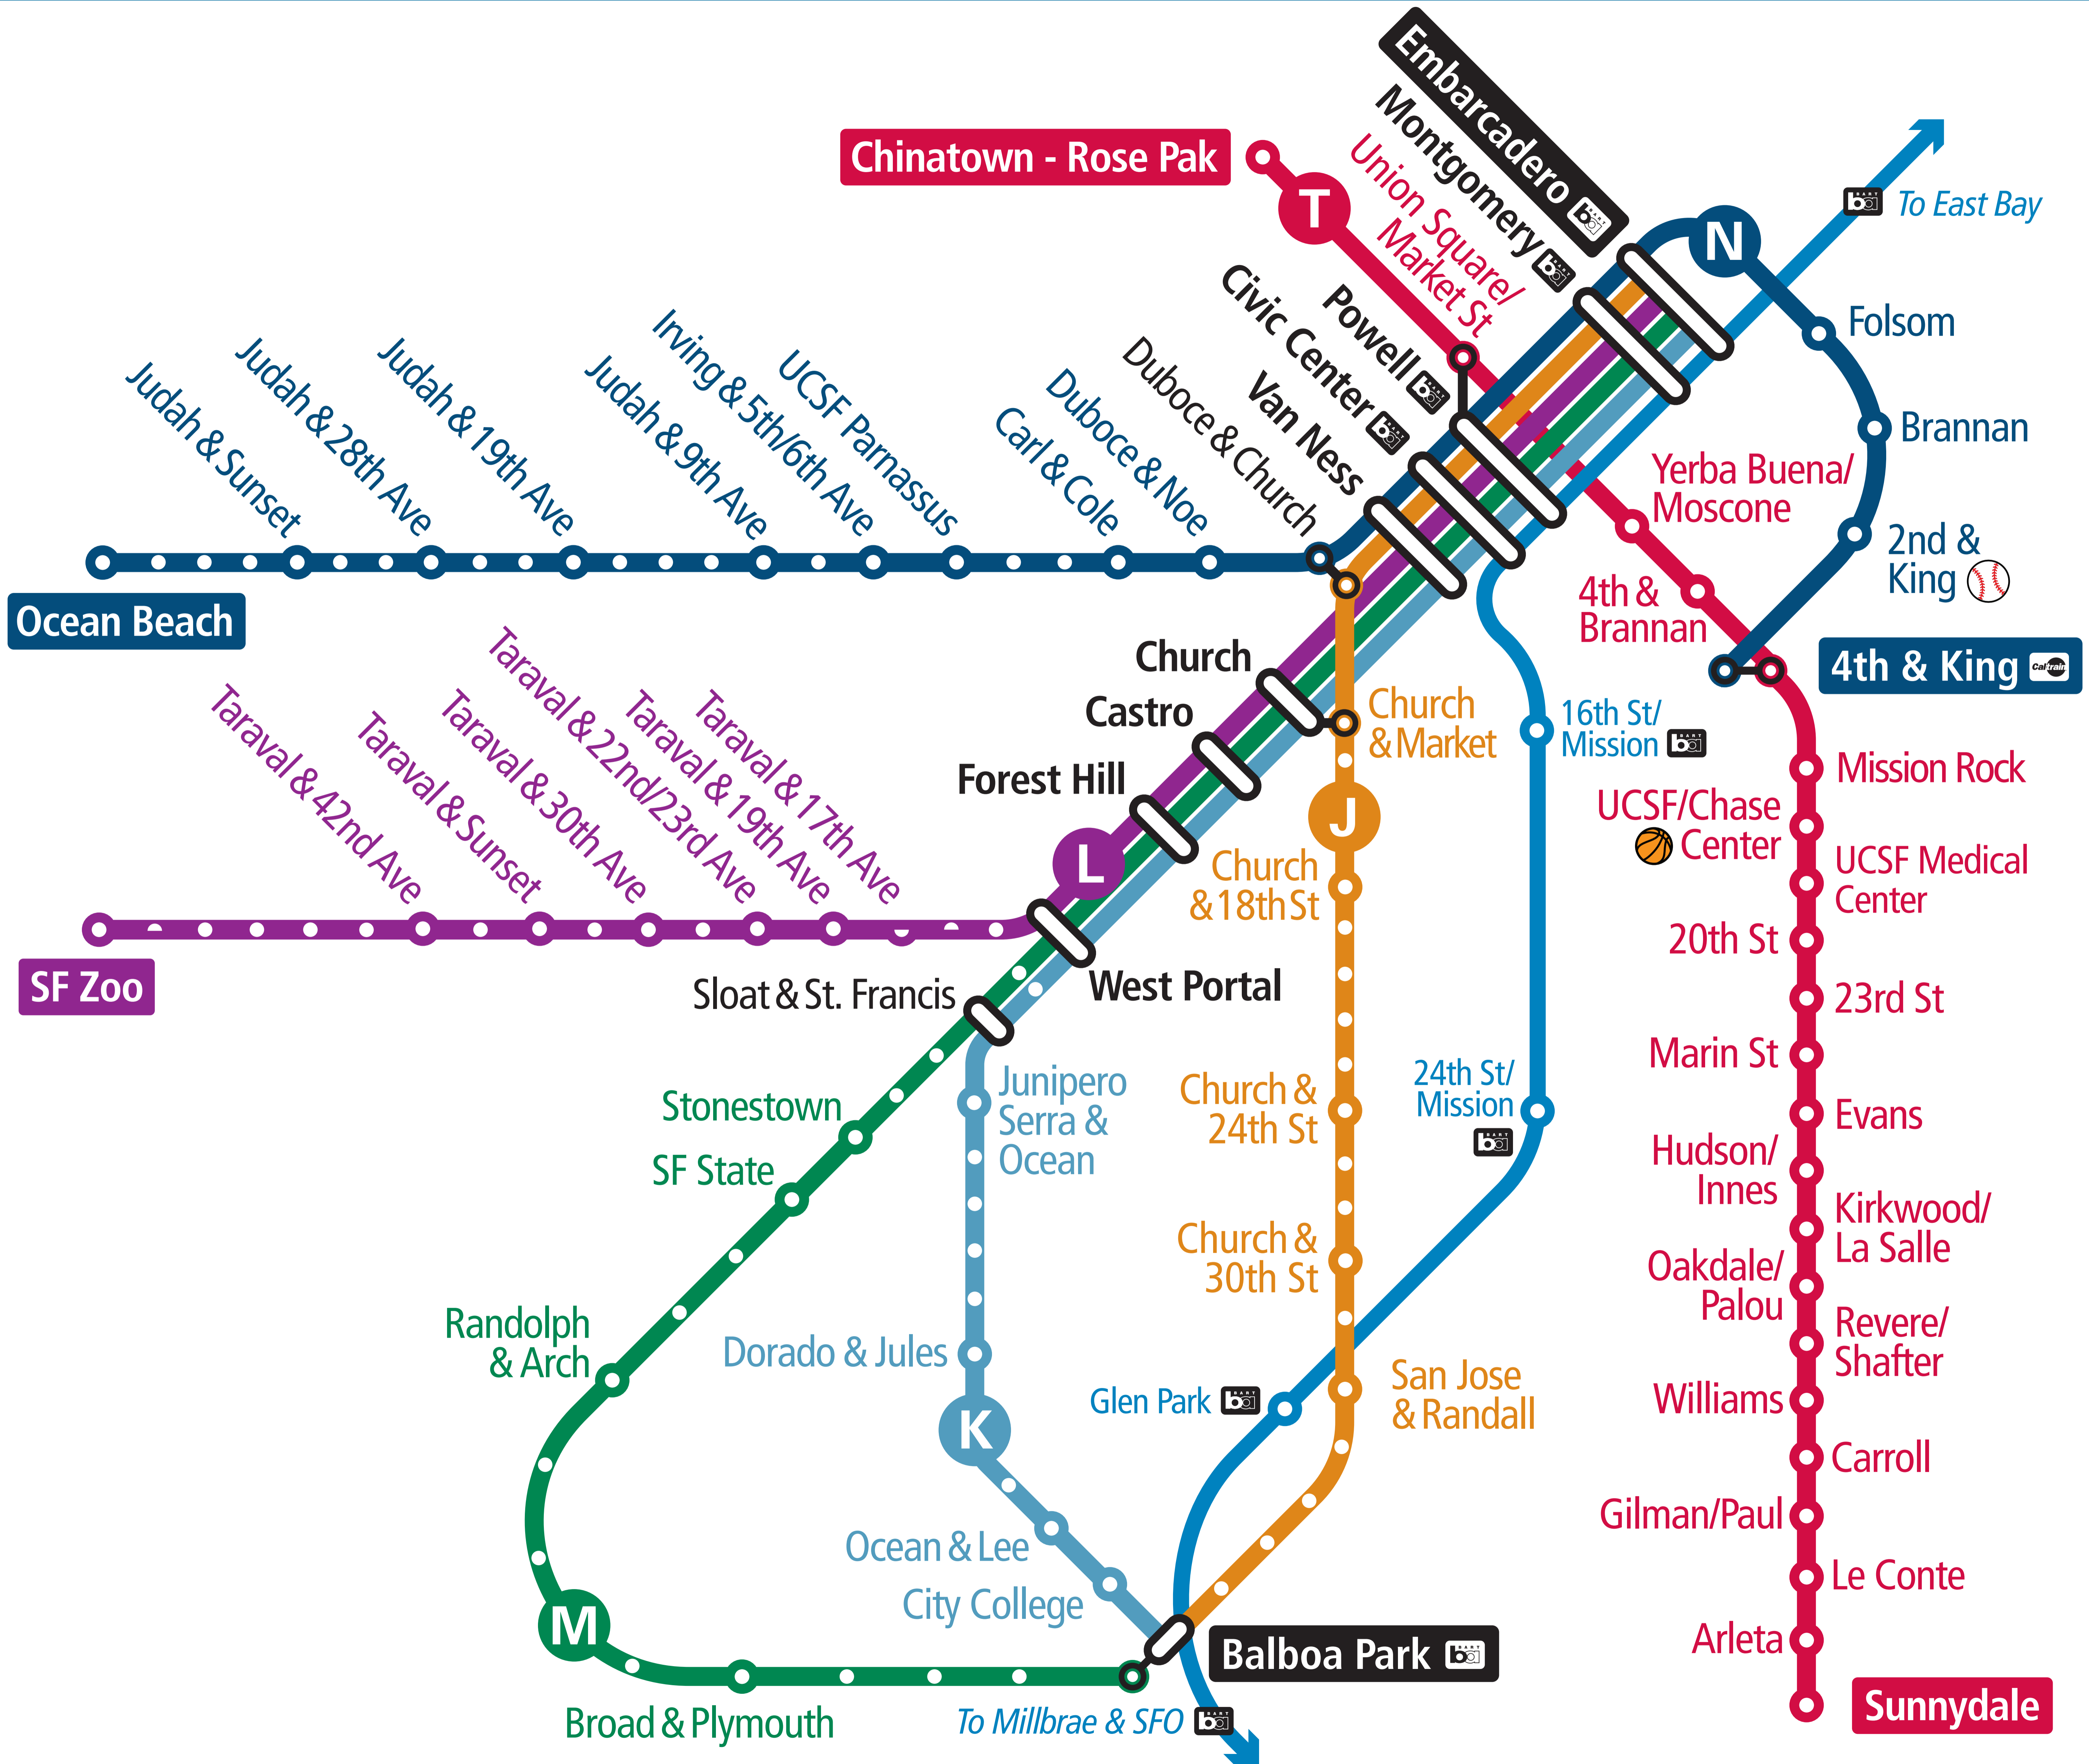 Embarcadero
Montgomery
Chinatown - Rose Pak
T
Union Square/
Market St
N
To East Bay
Powell
Civic Center
Van Ness
Folsom
Brannan
2nd &
King
Duboce & Church
Duboce & Noe
Carl & Cole
UCSF Parnassus
Irving & 5th/6th Ave
Judah & 9th Ave
Judah & 19th Ave
Judah & 28th Ave
Judah & Sunset
Ocean Beach
Yerba Buena/
Moscone
4th &
Brannan
4th & King
Caltrain
Church
Castro
Forest Hill
L
Church
& Market
16th St/
Mission
Mission Rock
UCSF/Chase
Center
UCSF Medical
Center
J
Taraval & 42nd Ave
Taraval & Sunset
Taraval & 30th Ave
Taraval & 22nd/23rd Ave
Taraval & 19th Ave
Taraval & 17th Ave
SF Zoo
Church
& 18th St
20th St
23rd St
West Portal
Sloat & St. Francis
Marin St
Stonestown
SF State
Junipero
Serra &
Ocean
Church &
24th St
24th St/
Mission
Evans
Hudson/
Innes
Kirkwood/
La Salle
Church &
30th St
Oakdale/
Palou
Revere/
Shafter
Randolph
& Arch
Dorado & Jules
Glen Park
San Jose
& Randall
Williams
K
Carroll
Gilman/Paul
Ocean & Lee
City College
Le Conte
M
Balboa Park
Arleta
Broad & Plymouth
To Millbrae & SFO
Sunnydale